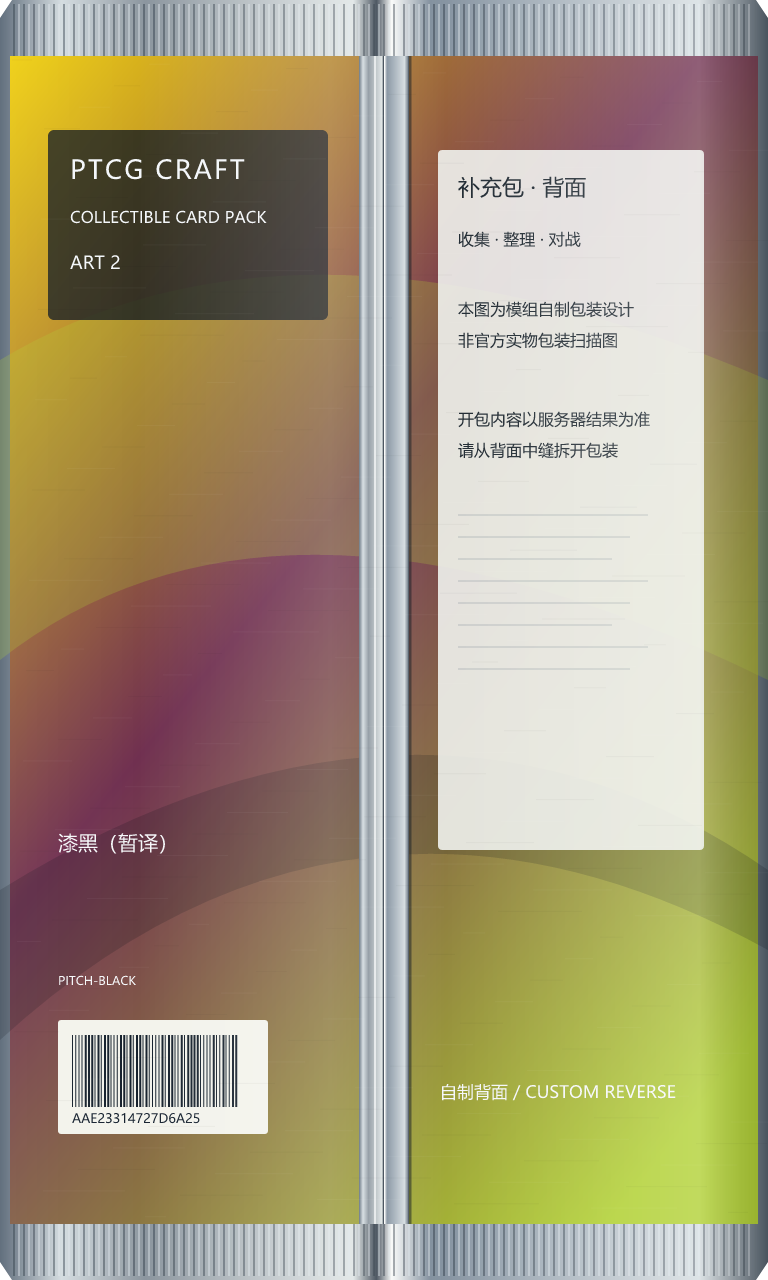 PTCG CRAFT
COLLECTIBLE CARD PACK
ART 2
漆黑（暂译）
PITCH-BLACK
AAE23314727D6A25
补充包 · 背面
收集 · 整理 · 对战
本图为模组自制包装设计
非官方实物包装扫描图
开包内容以服务器结果为准
请从背面中缝拆开包装
自制背面 / CUSTOM REVERSE